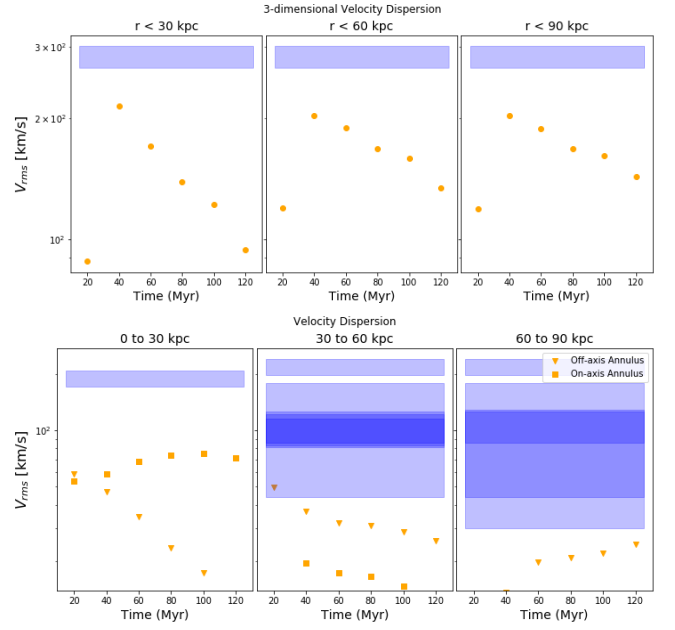 3-dimensional Velocity Dispersion
r < 30 kpc
r < 60 kpc
r < 90 kpc
3 × 10²
2 × 10²
10²
V_rms [km/s]
20 40 60 80 100 120
20 40 60 80 100 120
20 40 60 80 100 120
Time (Myr)
Time (Myr)
Time (Myr)
Velocity Dispersion
0 to 30 kpc
30 to 60 kpc
60 to 90 kpc
Off-axis Annulus
On-axis Annulus
10²
V_rms [km/s]
20 40 60 80 100 120
20 40 60 80 100 120
20 40 60 80 100 120
Time (Myr)
Time (Myr)
Time (Myr)